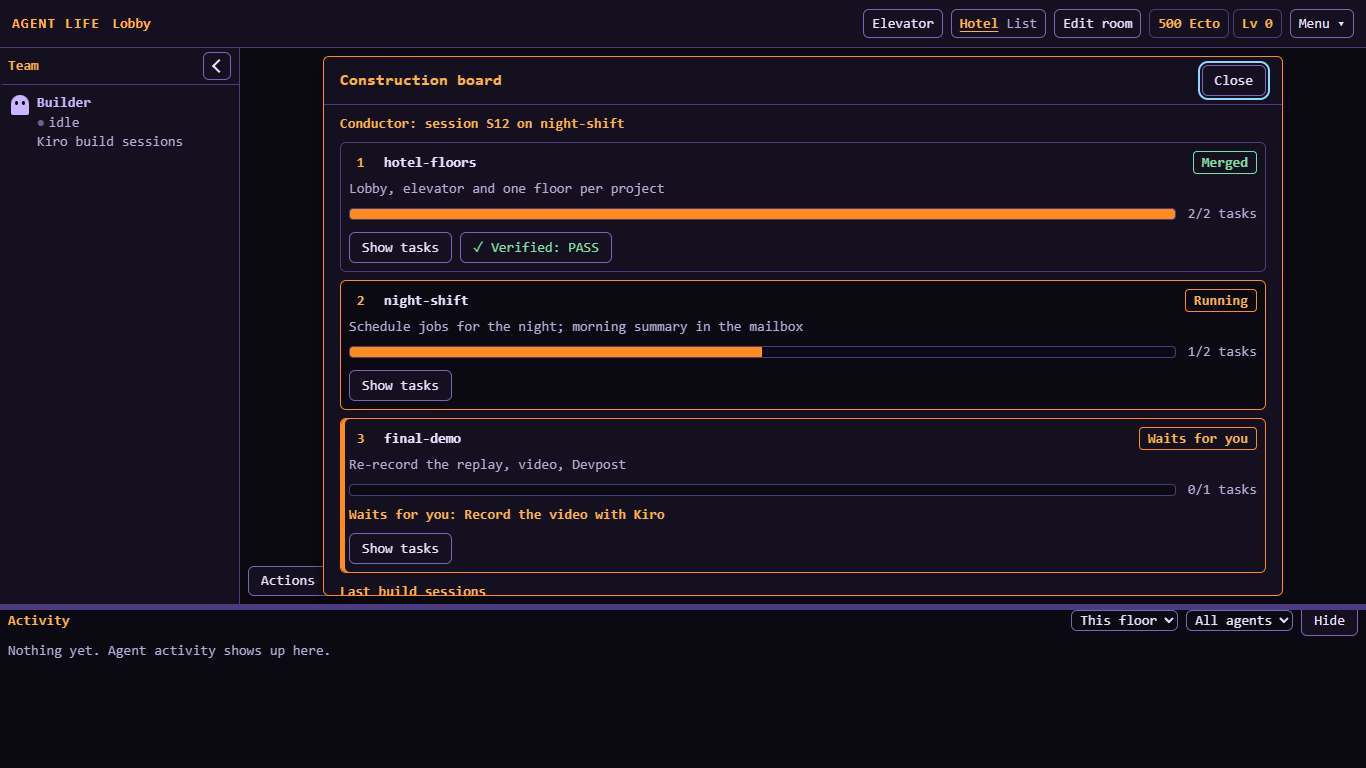 AGENT LIFE Lobby
Elevator Hotel List Edit room 500 Ecto Lv 0 Menu ▾
Team
Builder
idle
Kiro build sessions
Construction board Close
Conductor: session S12 on night-shift
1 hotel-floors Merged
Lobby, elevator and one floor per project
2/2 tasks
Show tasks ✓ Verified: PASS
2 night-shift Running
Schedule jobs for the night; morning summary in the mailbox
1/2 tasks
Show tasks
3 final-demo Waits for you
Re-record the replay, video, Devpost
0/1 tasks
Waits for you: Record the video with Kiro
Show tasks
Last build sessions
Actions
Activity This floor All agents Hide
Nothing yet. Agent activity shows up here.